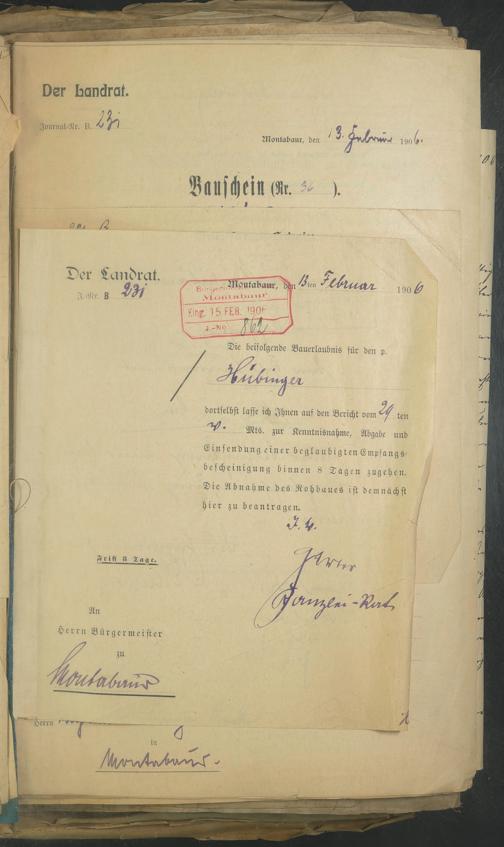 Der Landrat.
Journal-Nr. B. 231
Montabaur, den 13. Februar 1906.
Bauschein (Nr. 36 ).
Der Landrat.
J.-Nr. B 231
Montabaur, den 13ten Februar 1906
Montabaur
Eing. 15 FEB. 1906
J.-No. 862
Die beifolgende Bauerlaubnis für den p.
Hübinger
dortselbst lasse ich Ihnen auf den Bericht vom 29 ten
v. Mts. zur Kenntnisnahme, Abgabe und
Einsendung einer beglaubigten Empfangs-
bescheinigung binnen 8 Tagen zugehen.
Die Abnahme des Rohbaues ist demnächst
hier zu beantragen.
J. V.
Kanzlei-Rat
Frist 8 Tage.
An
Herrn Bürgermeister
zu
Montabaur
Herrn
in
Montabaur.